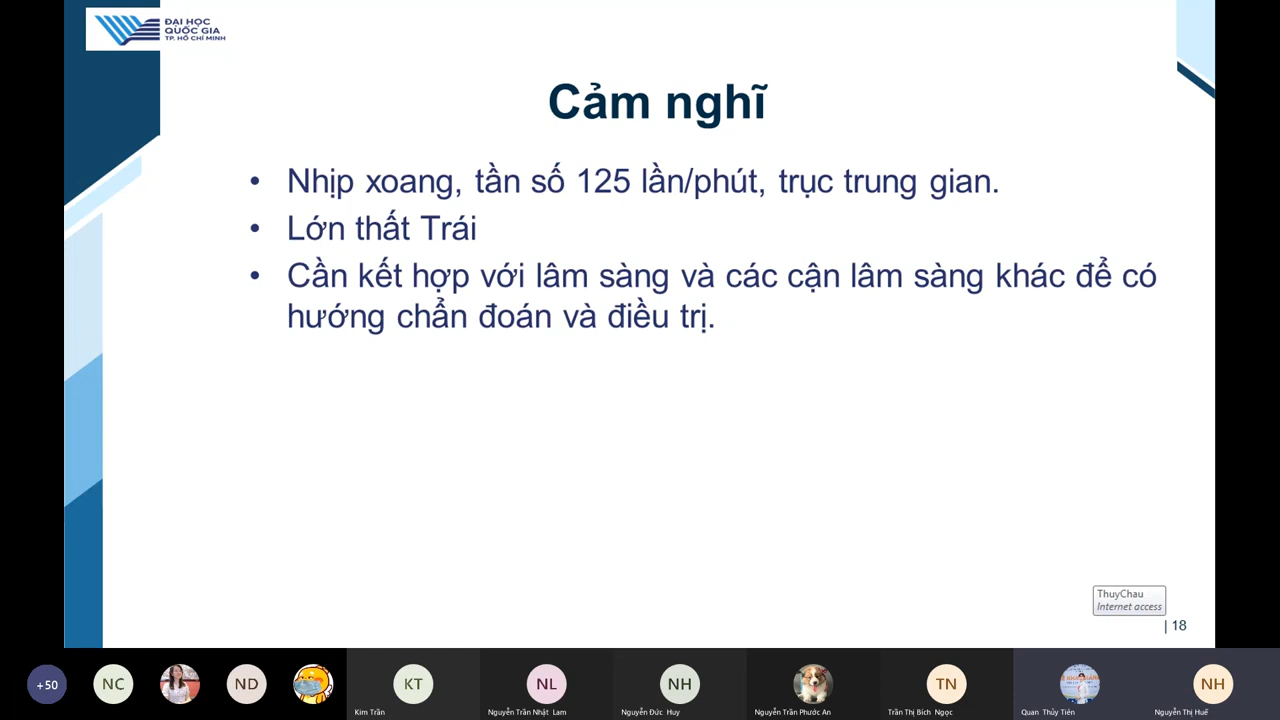 ĐẠI HỌC
QUỐC GIA
TP. HỒ CHÍ MINH
Cảm nghĩ
• Nhịp xoang, tần số 125 lần/phút, trục trung gian.
• Lớn thất Trái
• Cần kết hợp với lâm sàng và các cận lâm sàng khác để có
hướng chẩn đoán và điều trị.
ThuyChau
Internet access
| 18
+50
NC
ND
KT
NL
NH
TN
NH
Kim Trần
Nguyễn Trần Nhật Lam
Nguyễn Đức Huy
Nguyễn Trần Phước An
Trần Thị Bích Ngọc
Quan Thủy Tiên
Nguyễn Thị Huế